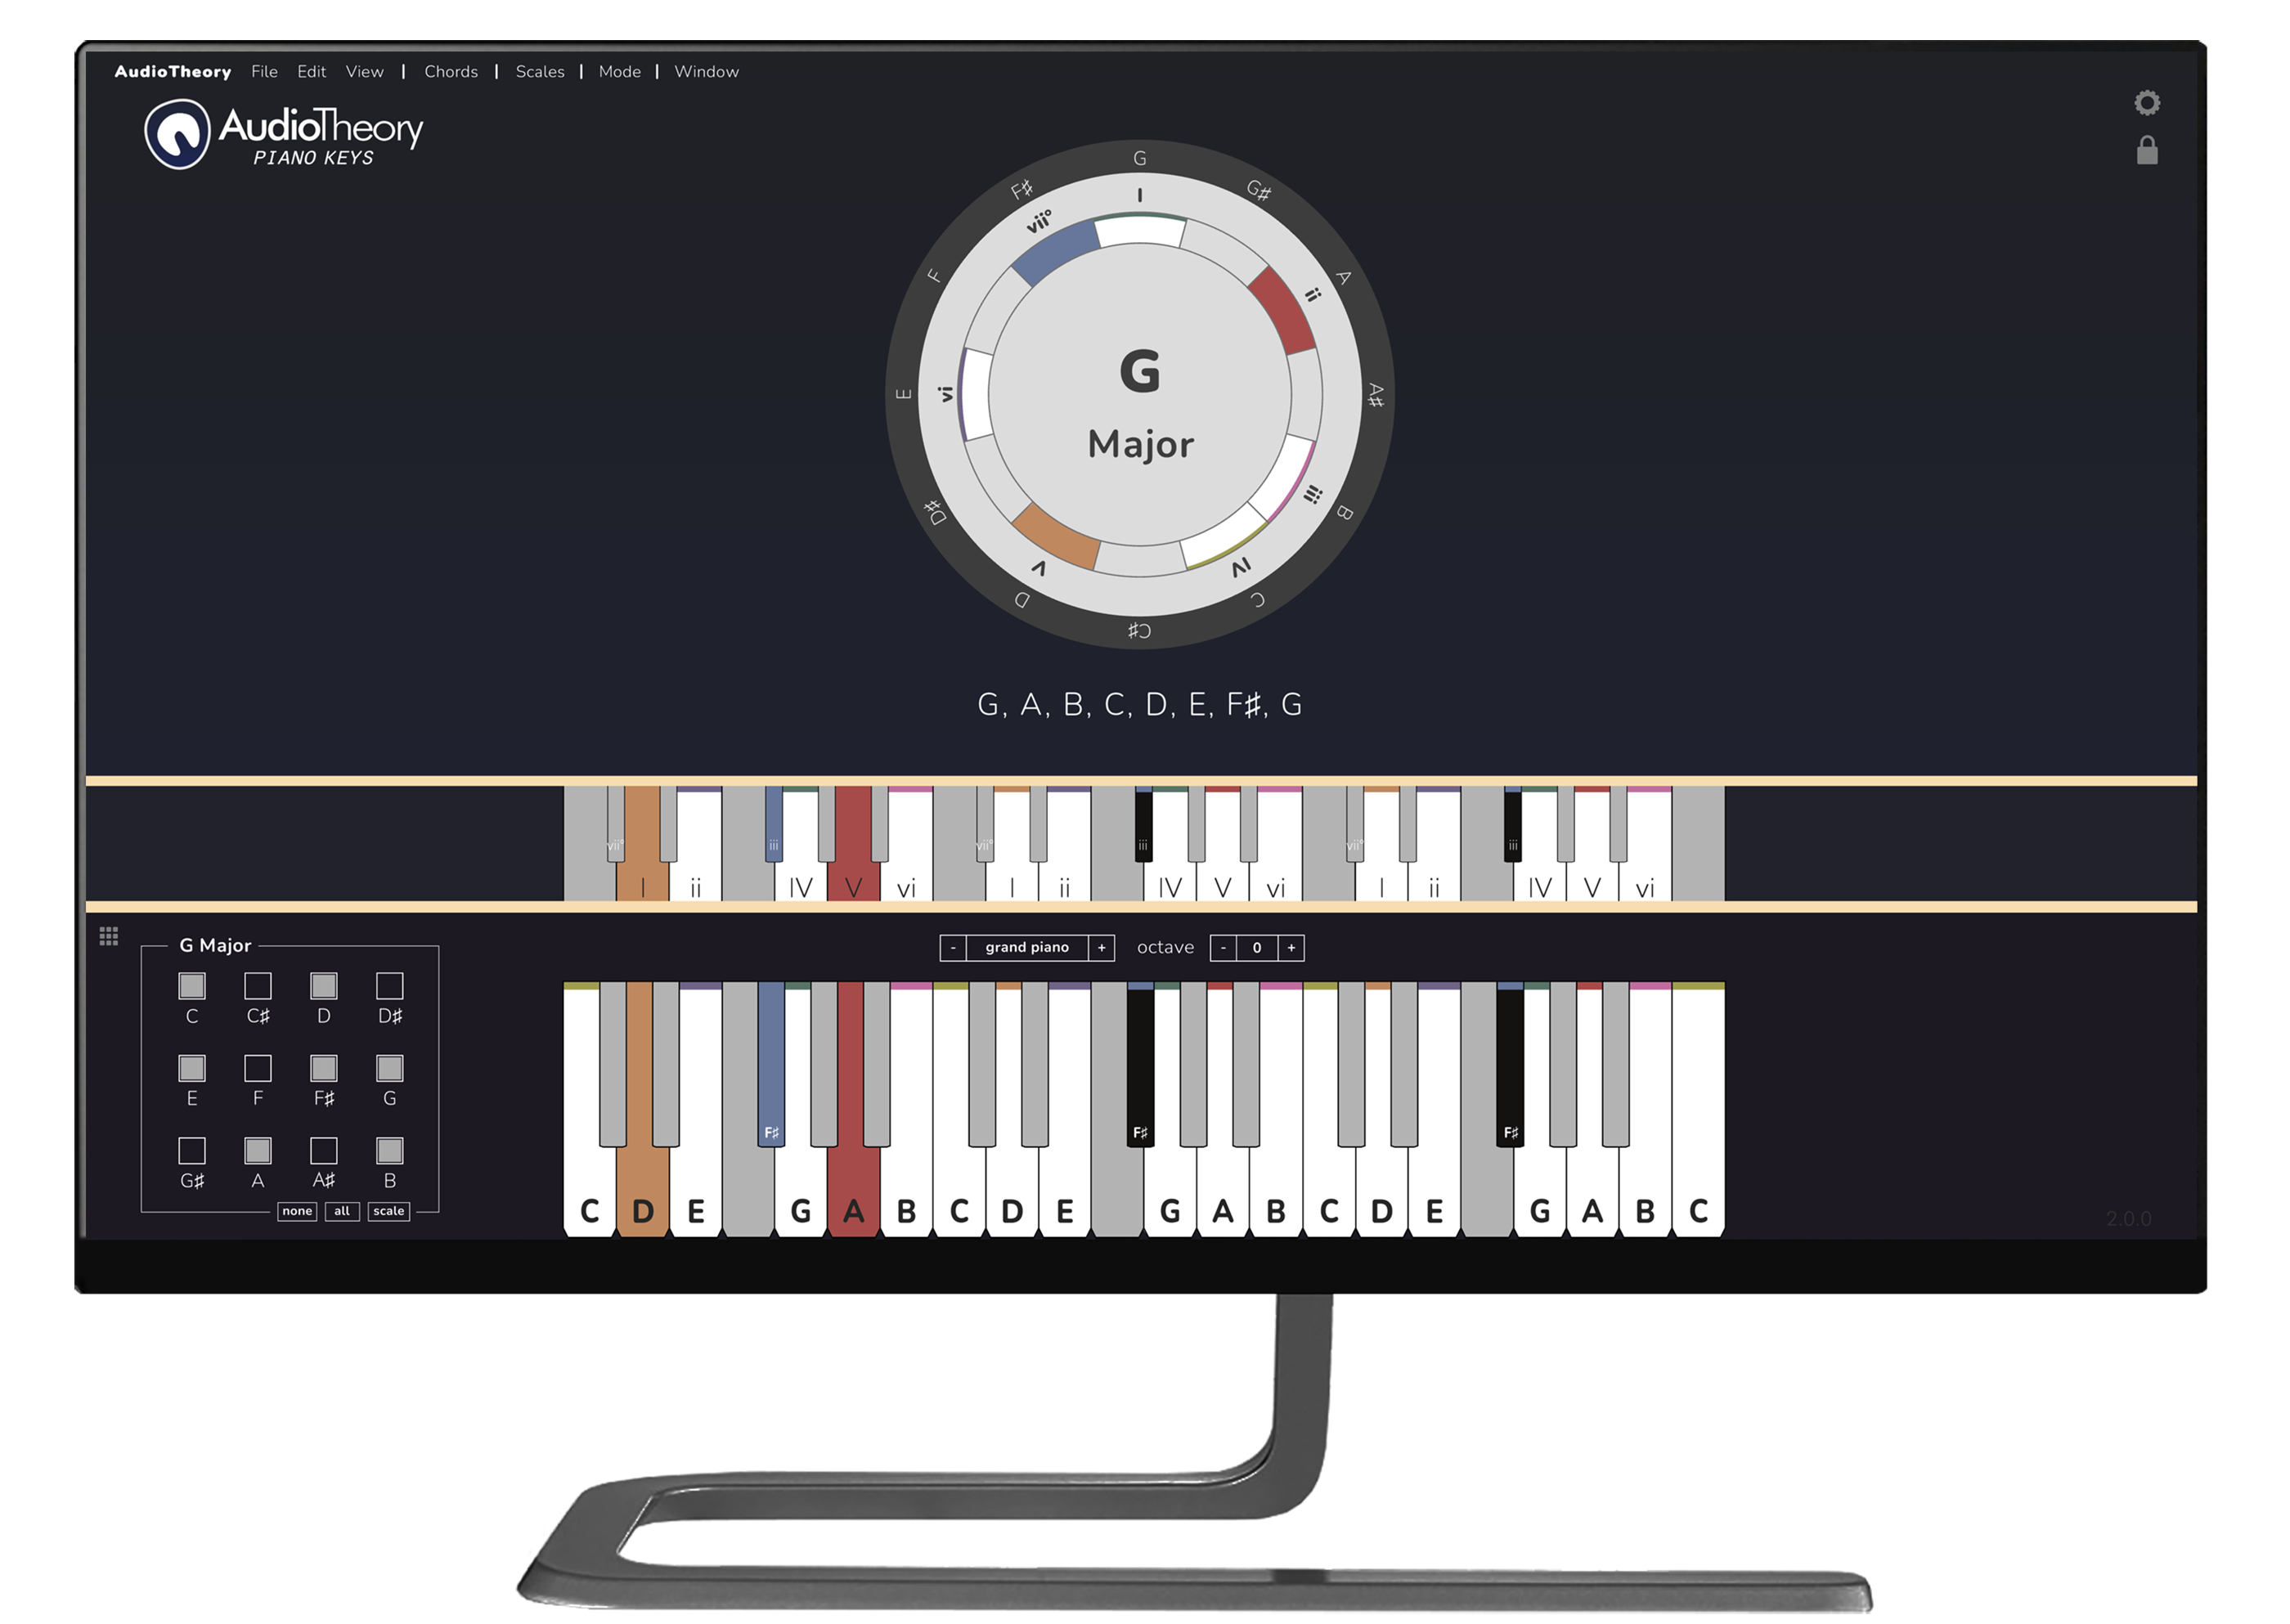 AudioTheory File Edit View | Chords | Scales | Mode | Window
AudioTheory
PIANO KEYS
G
F♯ G♯
I
vii° ii
F A
E vi A♯
G
Major
iii
D♯ B
V IV
D C
C♯
G, A, B, C, D, E, F♯, G
vii° iii vii° iii vii° iii
I ii IV V vi I ii IV V vi I ii IV V vi
G Major
- grand piano + octave - 0 +
C C♯ D D♯
E F F♯ G
G♯ A A♯ B
none all scale
F♯ F♯ F♯
C D E G A B C D E G A B C D E G A B C
2.0.0